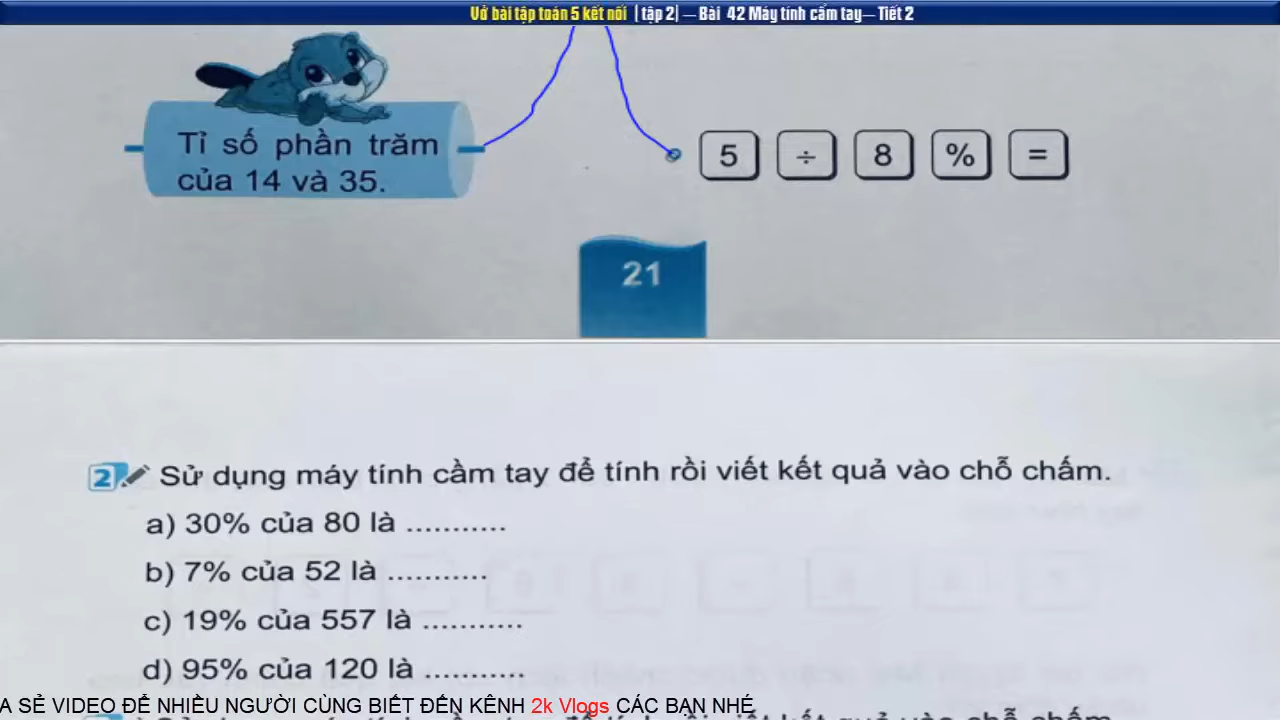 Vở bài tập toán 5 kết nối (tập 2) – Bài 42 Máy tính cầm tay– Tiết 2
Tỉ số phần trăm
của 14 và 35.
5 ÷ 8 % =
21
2 Sử dụng máy tính cầm tay để tính rồi viết kết quả vào chỗ chấm.
a) 30% của 80 là ...........
b) 7% của 52 là ...........
c) 19% của 557 là ...........
d) 95% của 120 là ...........
A SẺ VIDEO ĐỂ NHIỀU NGƯỜI CÙNG BIẾT ĐẾN KÊNH 2k Vlogs CÁC BẠN NHÉ